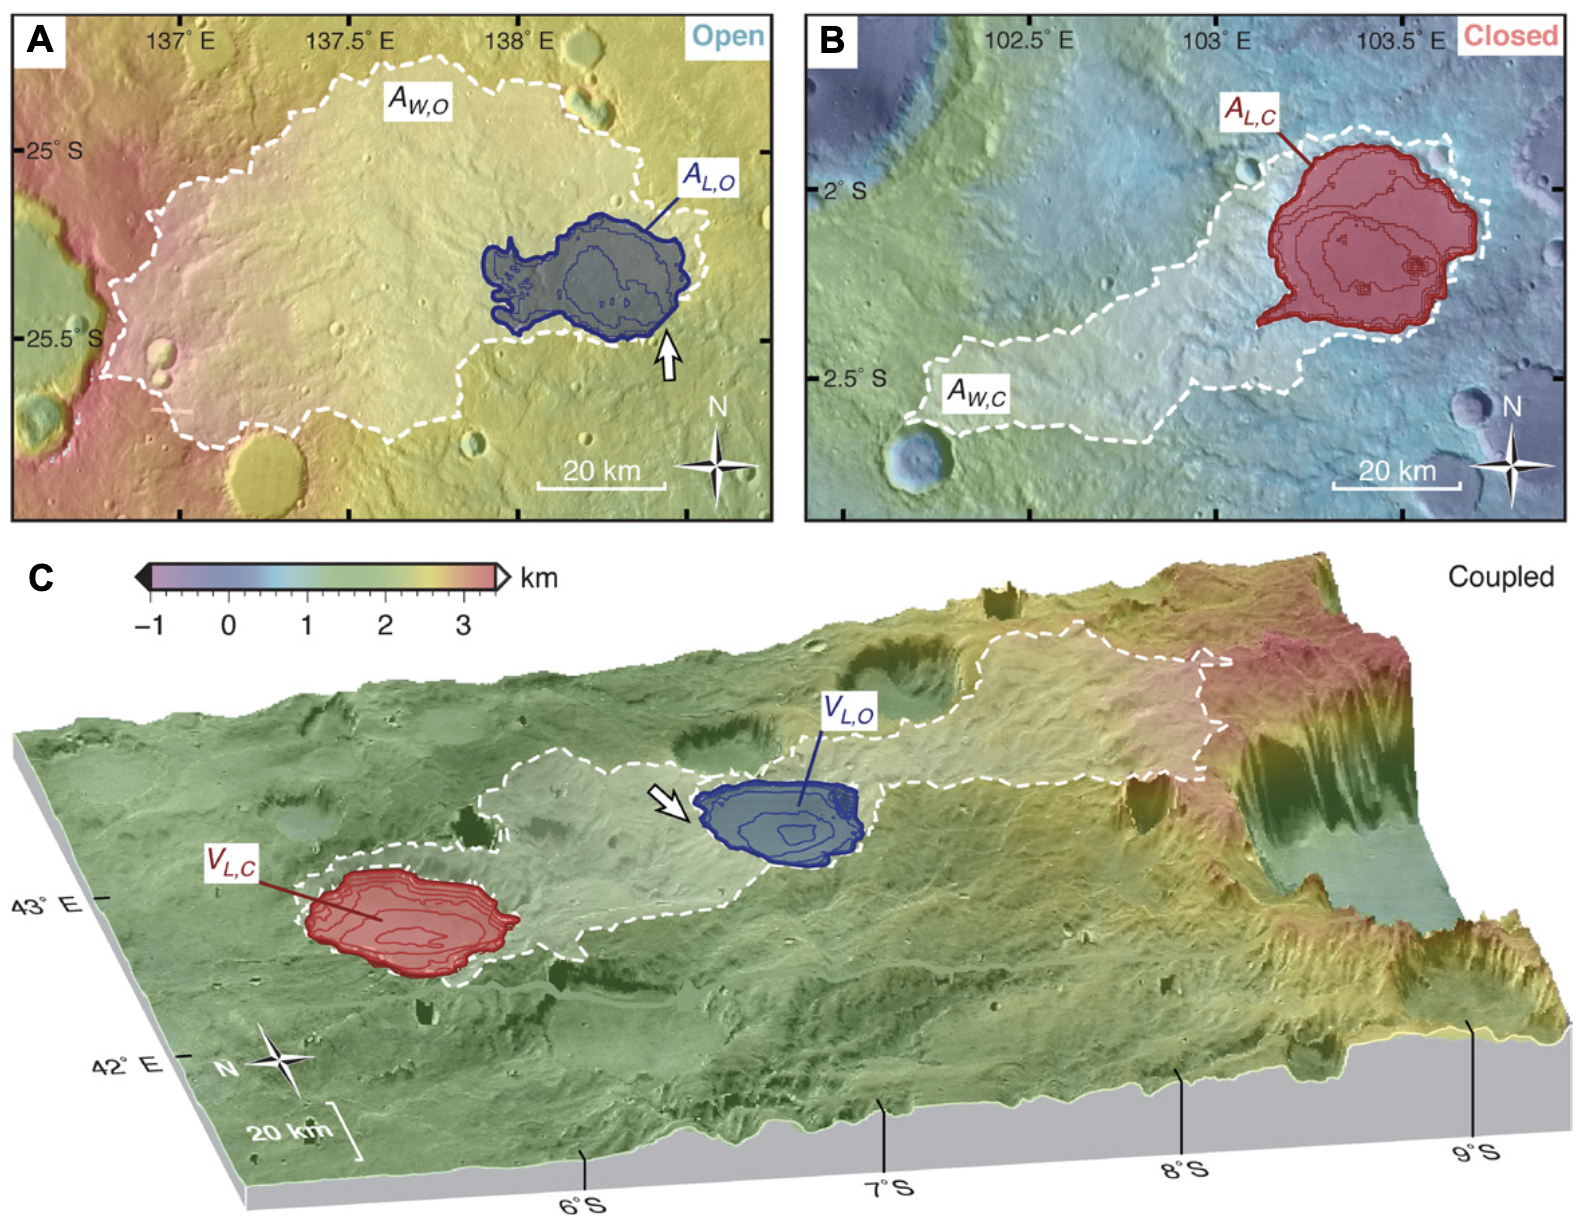 A
137° E
137.5° E
138° E
Open
A_W,O
25° S
A_L,O
25.5° S
N
20 km
B
102.5° E
103° E
103.5° E
Closed
A_L,C
2° S
2.5° S
A_W,C
N
20 km
C
km
Coupled
−1 0 1 2 3
V_L,O
V_L,C
43° E
42° E
N
20 km
6°S
7°S
8°S
9°S